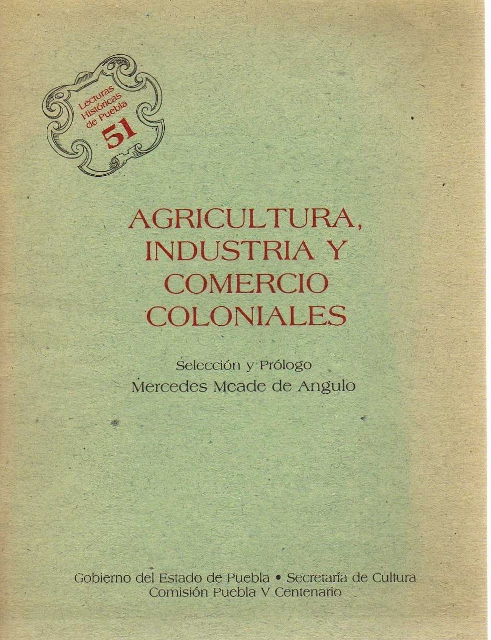 Lecturas
Históricas
de Puebla
51
AGRICULTURA,
INDUSTRIA Y
COMERCIO
COLONIALES
Selección y Prólogo
Mercedes Meade de Angulo
Gobierno del Estado de Puebla • Secretaría de Cultura
Comisión Puebla V Centenario